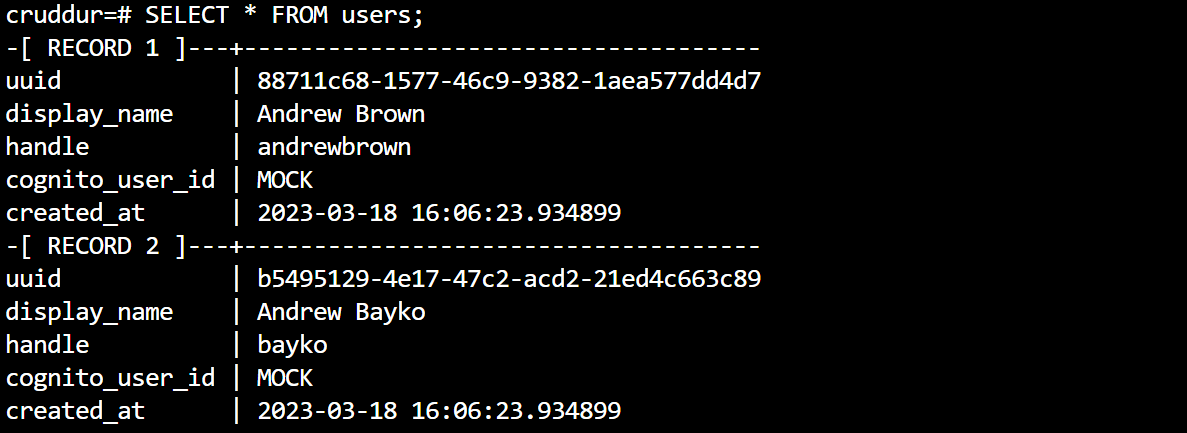 cruddur=# SELECT * FROM users;
-[ RECORD 1 ]---+-------------------------------------
uuid            | 88711c68-1577-46c9-9382-1aea577dd4d7
display_name    | Andrew Brown
handle          | andrewbrown
cognito_user_id | MOCK
created_at      | 2023-03-18 16:06:23.934899
-[ RECORD 2 ]---+-------------------------------------
uuid            | b5495129-4e17-47c2-acd2-21ed4c663c89
display_name    | Andrew Bayko
handle          | bayko
cognito_user_id | MOCK
created_at      | 2023-03-18 16:06:23.934899